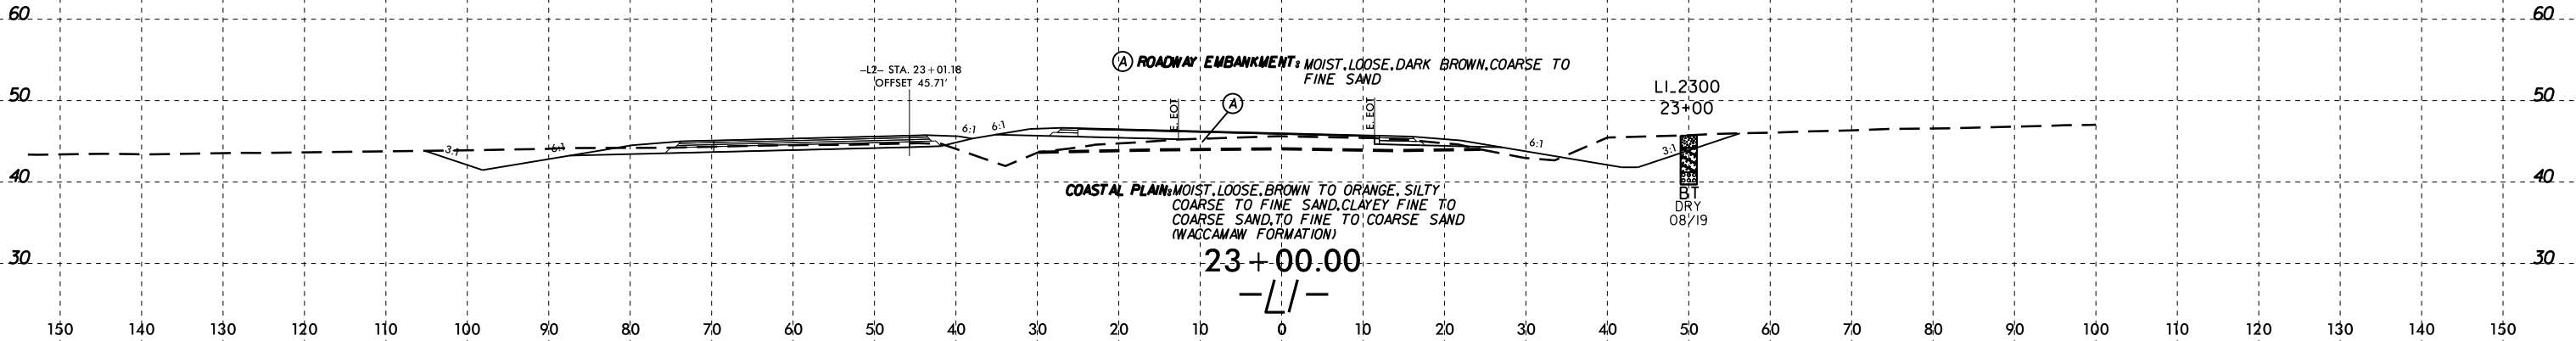 60 60
-L2- STA. 23+01.18
OFFSET 45.71'
A ROADWAY EMBANKMENT: MOIST, LOOSE, DARK BROWN, COARSE TO
FINE SAND
LI_2300
23+00
50 50
E. EOT
A
E. EOT
6:1 6:1
6:1
3:1
3:1 6:1
40 40
COASTAL PLAIN: MOIST, LOOSE, BROWN TO ORANGE, SILTY
COARSE TO FINE SAND, CLAYEY FINE TO
COARSE SAND, TO FINE TO COARSE SAND
(WACCAMAW FORMATION)
BT
DRY
08/19
30 30
23+00.00
-L1-
150 140 130 120 110 100 90 80 70 60 50 40 30 20 10 0 10 20 30 40 50 60 70 80 90 100 110 120 130 140 150